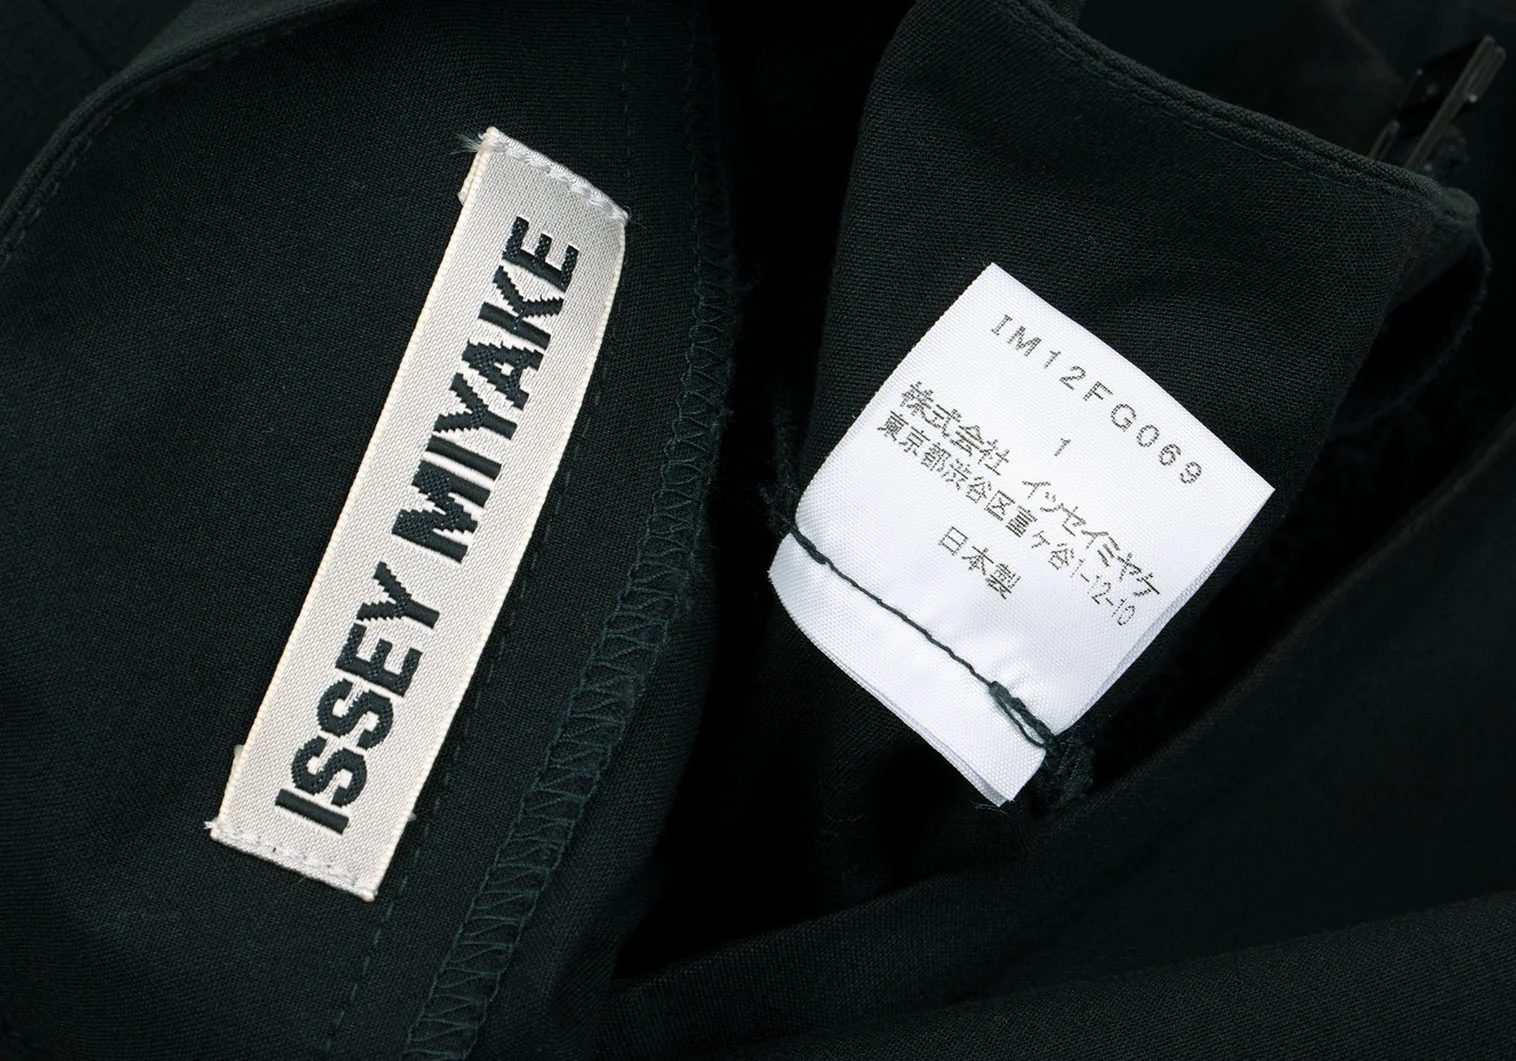 ISSEY MIYAKE
IM12FG069
1
株式会社 イッセイミヤケ
東京都渋谷区富ヶ谷1-12-10
日本製